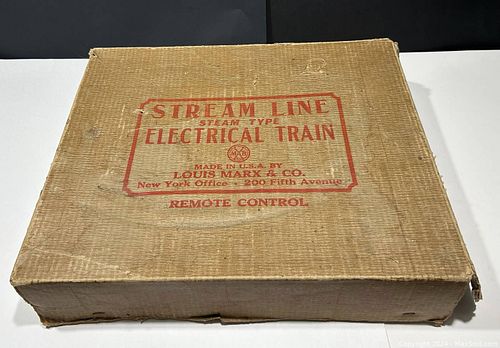 STREAM LINE
STEAM TYPE
ELECTRICAL TRAIN
MAR
MADE IN U.S.A. BY
LOUIS MARX & CO.
New York Office - 200 Fifth Avenue
REMOTE CONTROL